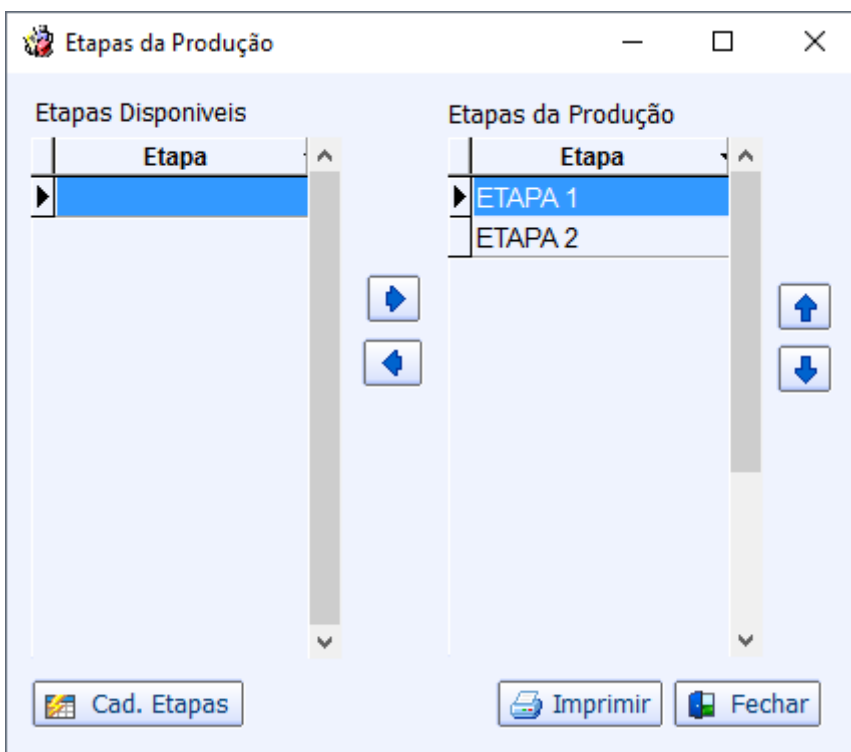 Etapas da Produção
Etapas Disponiveis
Etapas da Produção
Etapa
Etapa
ETAPA 1
ETAPA 2
Cad. Etapas
Imprimir
Fechar